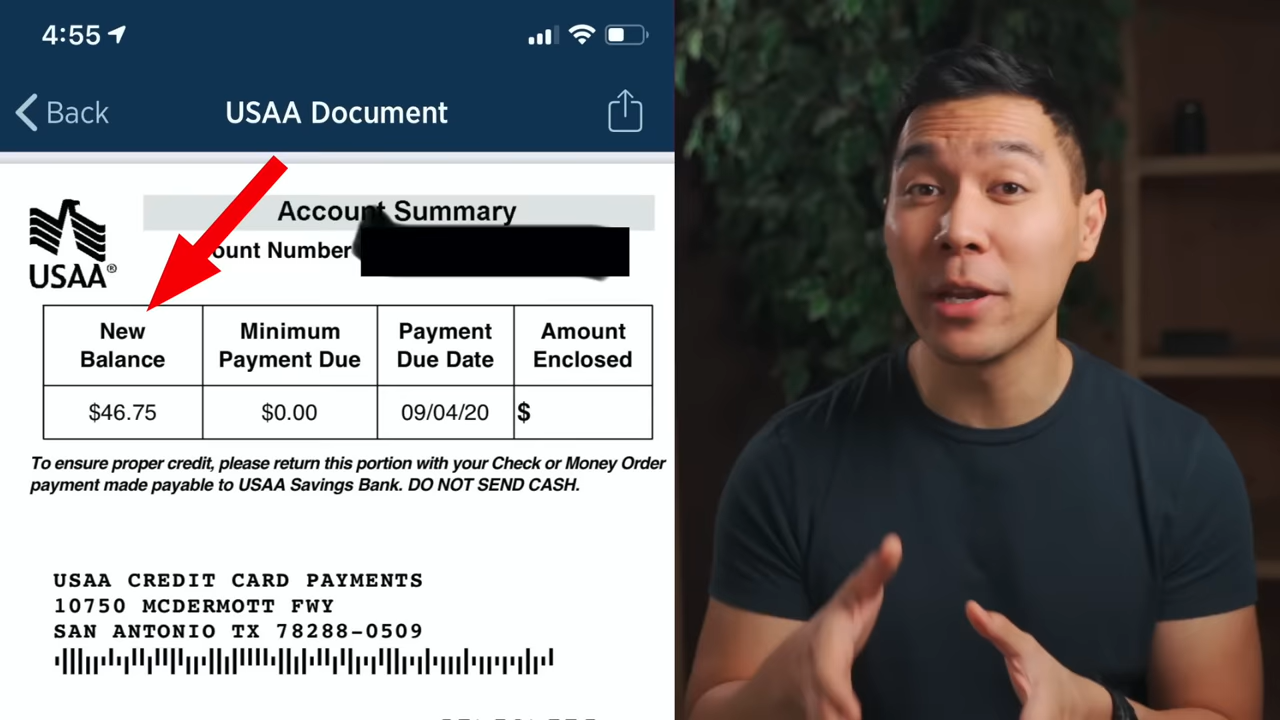 4:55
Back
USAA Document
Account Summary
USAA®
ount Number
New Balance
Minimum Payment Due
Payment Due Date
Amount Enclosed
$46.75
$0.00
09/04/20
$
To ensure proper credit, please return this portion with your Check or Money Order
payment made payable to USAA Savings Bank. DO NOT SEND CASH.
USAA CREDIT CARD PAYMENTS
10750 MCDERMOTT FWY
SAN ANTONIO TX 78288-0509